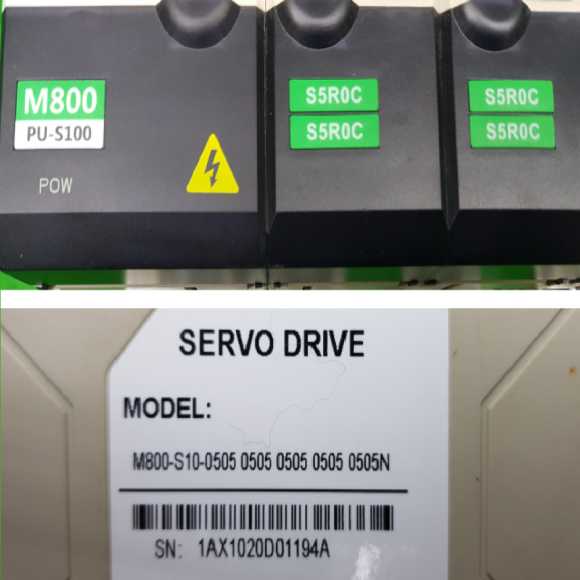 M800
PU-S100
POW
S5R0C
S5R0C
S5R0C
S5R0C
SERVO DRIVE
MODEL:
M800-S10-0505 0505 0505 0505 0505N
SN: 1AX1020D01194A